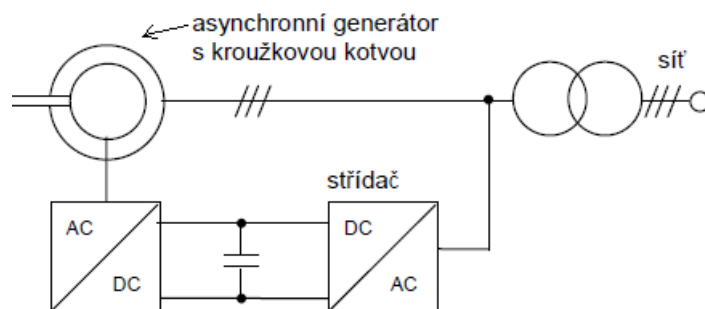 asynchronní generátor
s kroužkovou kotvou
síť
střídač
AC
DC
DC
AC